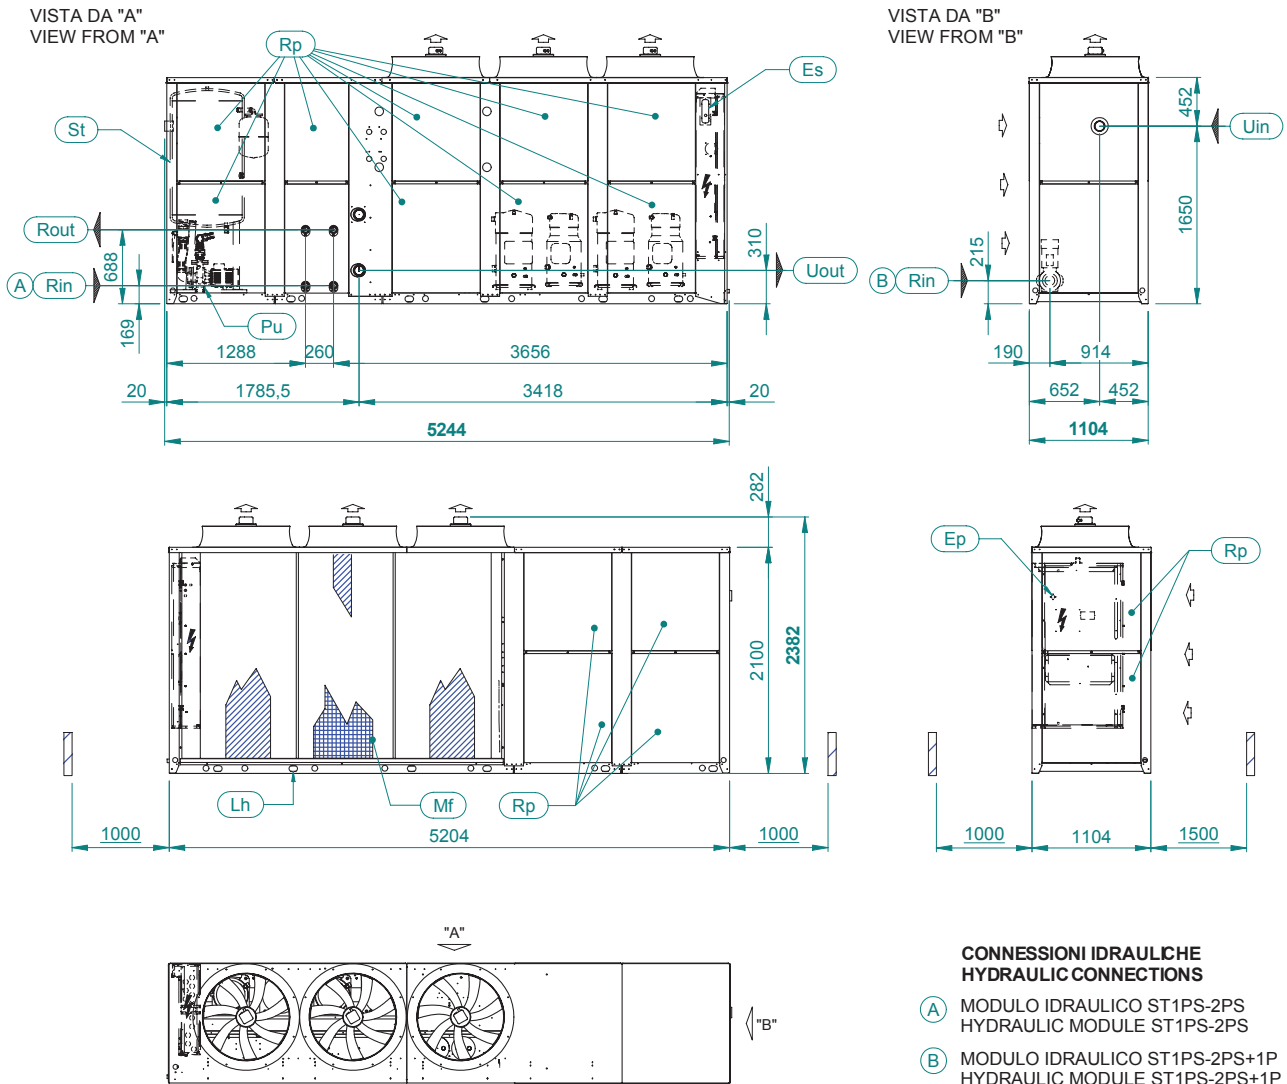 VISTA DA "A"
VIEW FROM "A"
VISTA DA "B"
VIEW FROM "B"
Rp
Es
St
Uin
452
1650
Rout
688
A Rin
169
Pu
310
Uout
215
B Rin
1288 260 3656
20 1785,5 3418 20
5244
190 914
652 452
1104
282
2100
2382
Ep
Rp
Lh
Mf
Rp
1000 5204 1000
1000 1104 1500
"A"
"B"
CONNESSIONI IDRAULICHE
HYDRAULIC CONNECTIONS
A MODULO IDRAULICO ST1PS-2PS
HYDRAULIC MODULE ST1PS-2PS
B MODULO IDRAULICO ST1PS-2PS+1P
HYDRAULIC MODULE ST1PS-2PS+1P